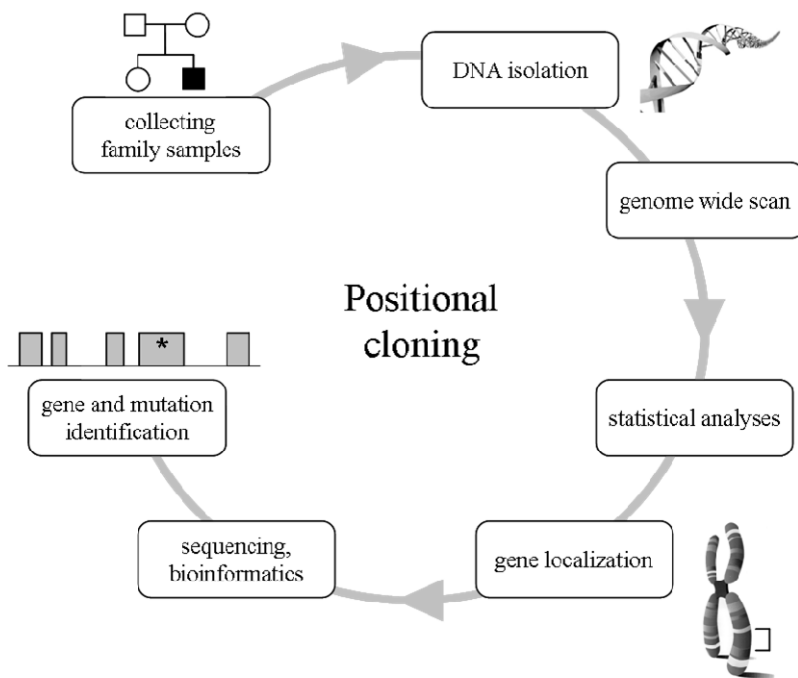 collecting
family samples
DNA isolation
genome wide scan
Positional
cloning
*
gene and mutation
identification
statistical analyses
sequencing,
bioinformatics
gene localization